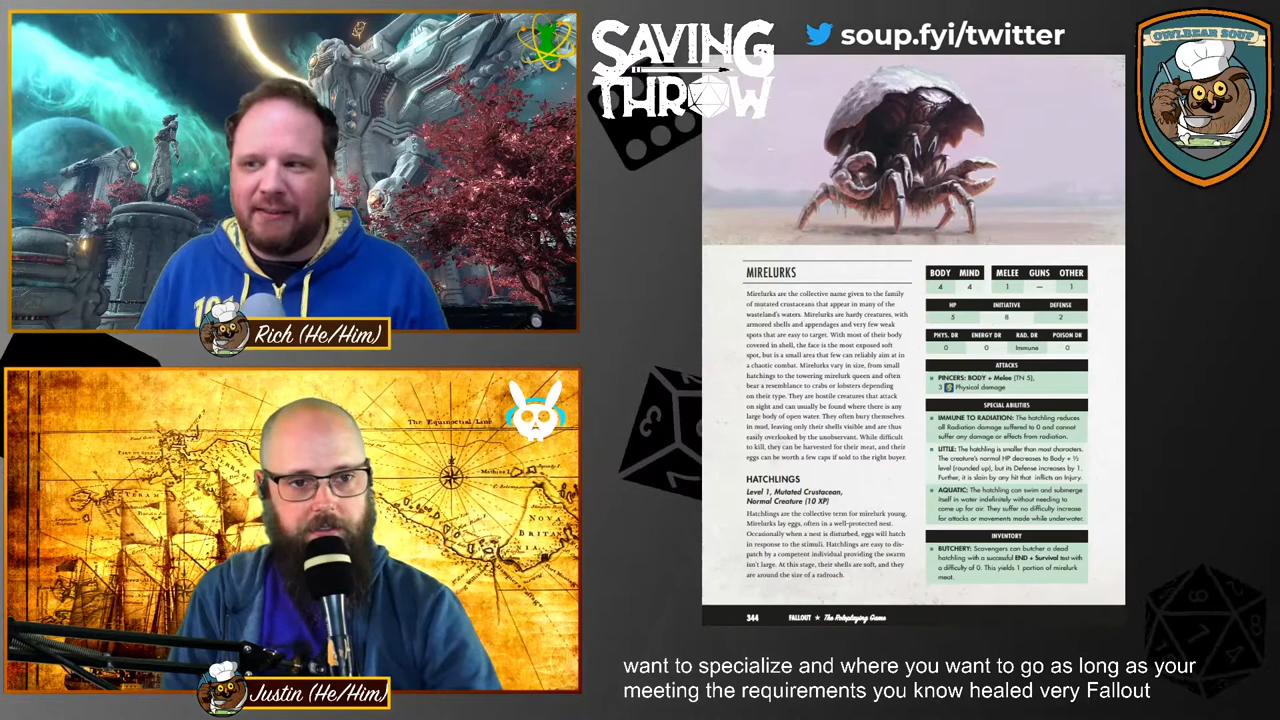 SAVING
THROW
soup.fyi/twitter
OWLBEAR SOUP
Rich (He/Him)
The Equinoctial Line
Justin (He/Him)
MIRELURKS
Mirelurks are the collective name given to the family
of mutated crustaceans that appear in many of the
wasteland's waters. Mirelurks are hardy creatures, with
armored shells and appendages and very few weak
spots that are easy to target. With most of their body
covered in shell, the face is the most exposed soft
spot, but is a small area that few can reliably aim at in
a chaotic combat. Mirelurks vary in size, from small
hatchings to the towering mirelurk queen and often
bear a resemblance to crabs or lobsters depending
on their type. They are hostile creatures that attack
on sight and can usually be found where there is any
large body of open water. They often bury themselves
in mud, leaving only their shells visible and are thus
easily overlooked by the unobservant. While difficult
to kill, they can be harvested for their meat, and their
eggs can be worth a few caps if sold to the right buyer.
HATCHLINGS
Level 1, Mutated Crustacean,
Normal Creature (10 XP)
Hatchlings are the collective term for mirelurk young.
Mirelurks lay eggs, often in a well-protected nest.
Occasionally when a nest is disturbed, eggs will hatch
in response to the stimuli. Hatchlings are easy to dis-
patch by a competent individual providing the swarm
isn't large. At this stage, their shells are soft, and they
are around the size of a radroach.
BODY MIND MELEE GUNS OTHER
4 4 1 — 1
HP INITIATIVE DEFENSE
5 8 2
PHYS. DR ENERGY DR RAD. DR POISON DR
0 0 Immune 0
ATTACKS
PINCERS: BODY + Melee (TN 5),
3 Physical damage
SPECIAL ABILITIES
IMMUNE TO RADIATION: The hatchling reduces
all Radiation damage suffered to 0 and cannot
suffer any damage or effects from radiation.
LITTLE: The hatchling is smaller than most characters.
The creature's normal HP decreases to Body + ½
level (rounded up), but its Defense increases by 1.
Further, it is slain by any hit that inflicts an Injury.
AQUATIC: The hatchling can swim and submerge
itself in water indefinitely without needing to
come up for air. They suffer no difficulty increase
for attacks or movements made while underwater.
INVENTORY
BUTCHERY: Scavengers can butcher a dead
hatchling with a successful END + Survival test with
a difficulty of 0. This yields 1 portion of mirelurk
meat.
344 FALLOUT ★ The Roleplaying Game
want to specialize and where you want to go as long as your
meeting the requirements you know healed very Fallout